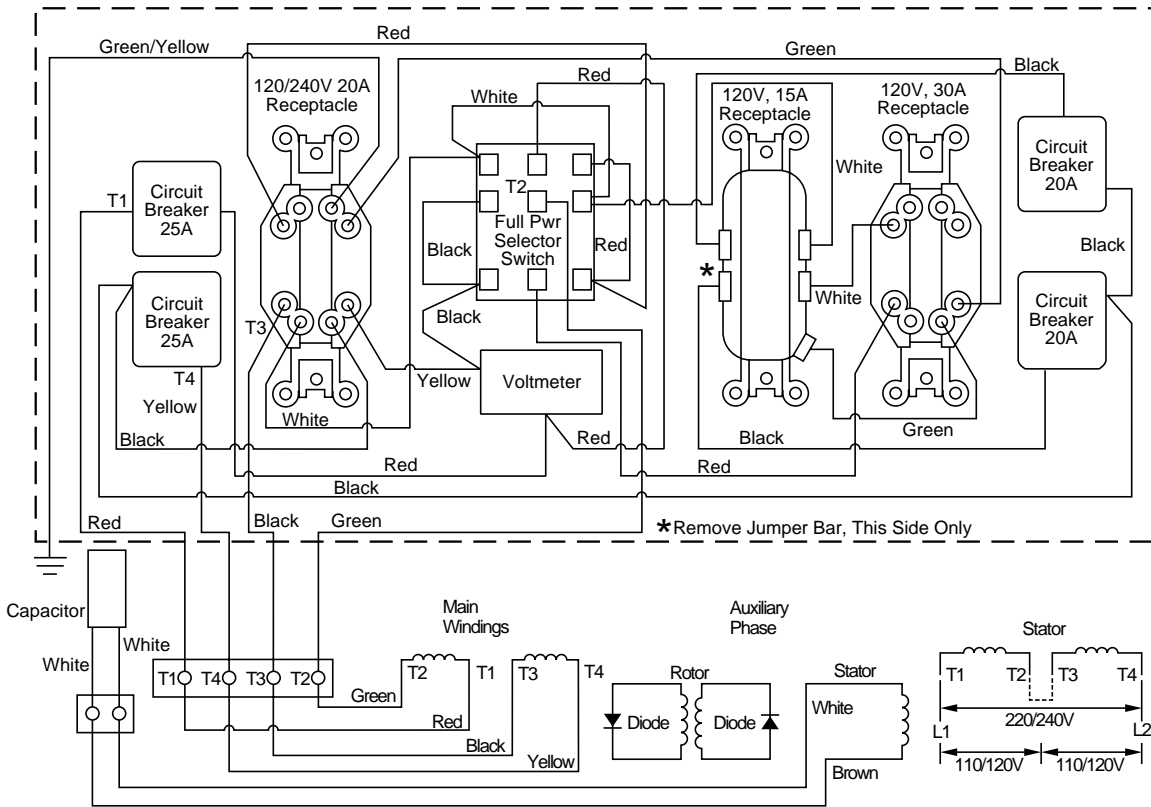 Red
Green/Yellow
Green
Red
Black
120/240V 20A
Receptacle
White
120V, 15A
Receptacle
120V, 30A
Receptacle
Circuit
Breaker
20A
White
T1
Circuit
Breaker
25A
T2
Full Pwr
Selector
Switch
Black
Red
Black
*
White
Circuit
Breaker
25A
T3
Black
Circuit
Breaker
20A
T4
Yellow
Yellow
Voltmeter
White
Black
Red
Black
Green
Red
Red
Black
Red
Black
Green
*Remove Jumper Bar, This Side Only
Capacitor
White
White
Main
Windings
Auxiliary
Phase
Stator
T1
T4
T3
T2
T2
T1
T3
T4
Green
Red
Black
Yellow
Rotor
Diode
Diode
Stator
White
Brown
T1
T2
T3
T4
220/240V
L1
L2
110/120V
110/120V